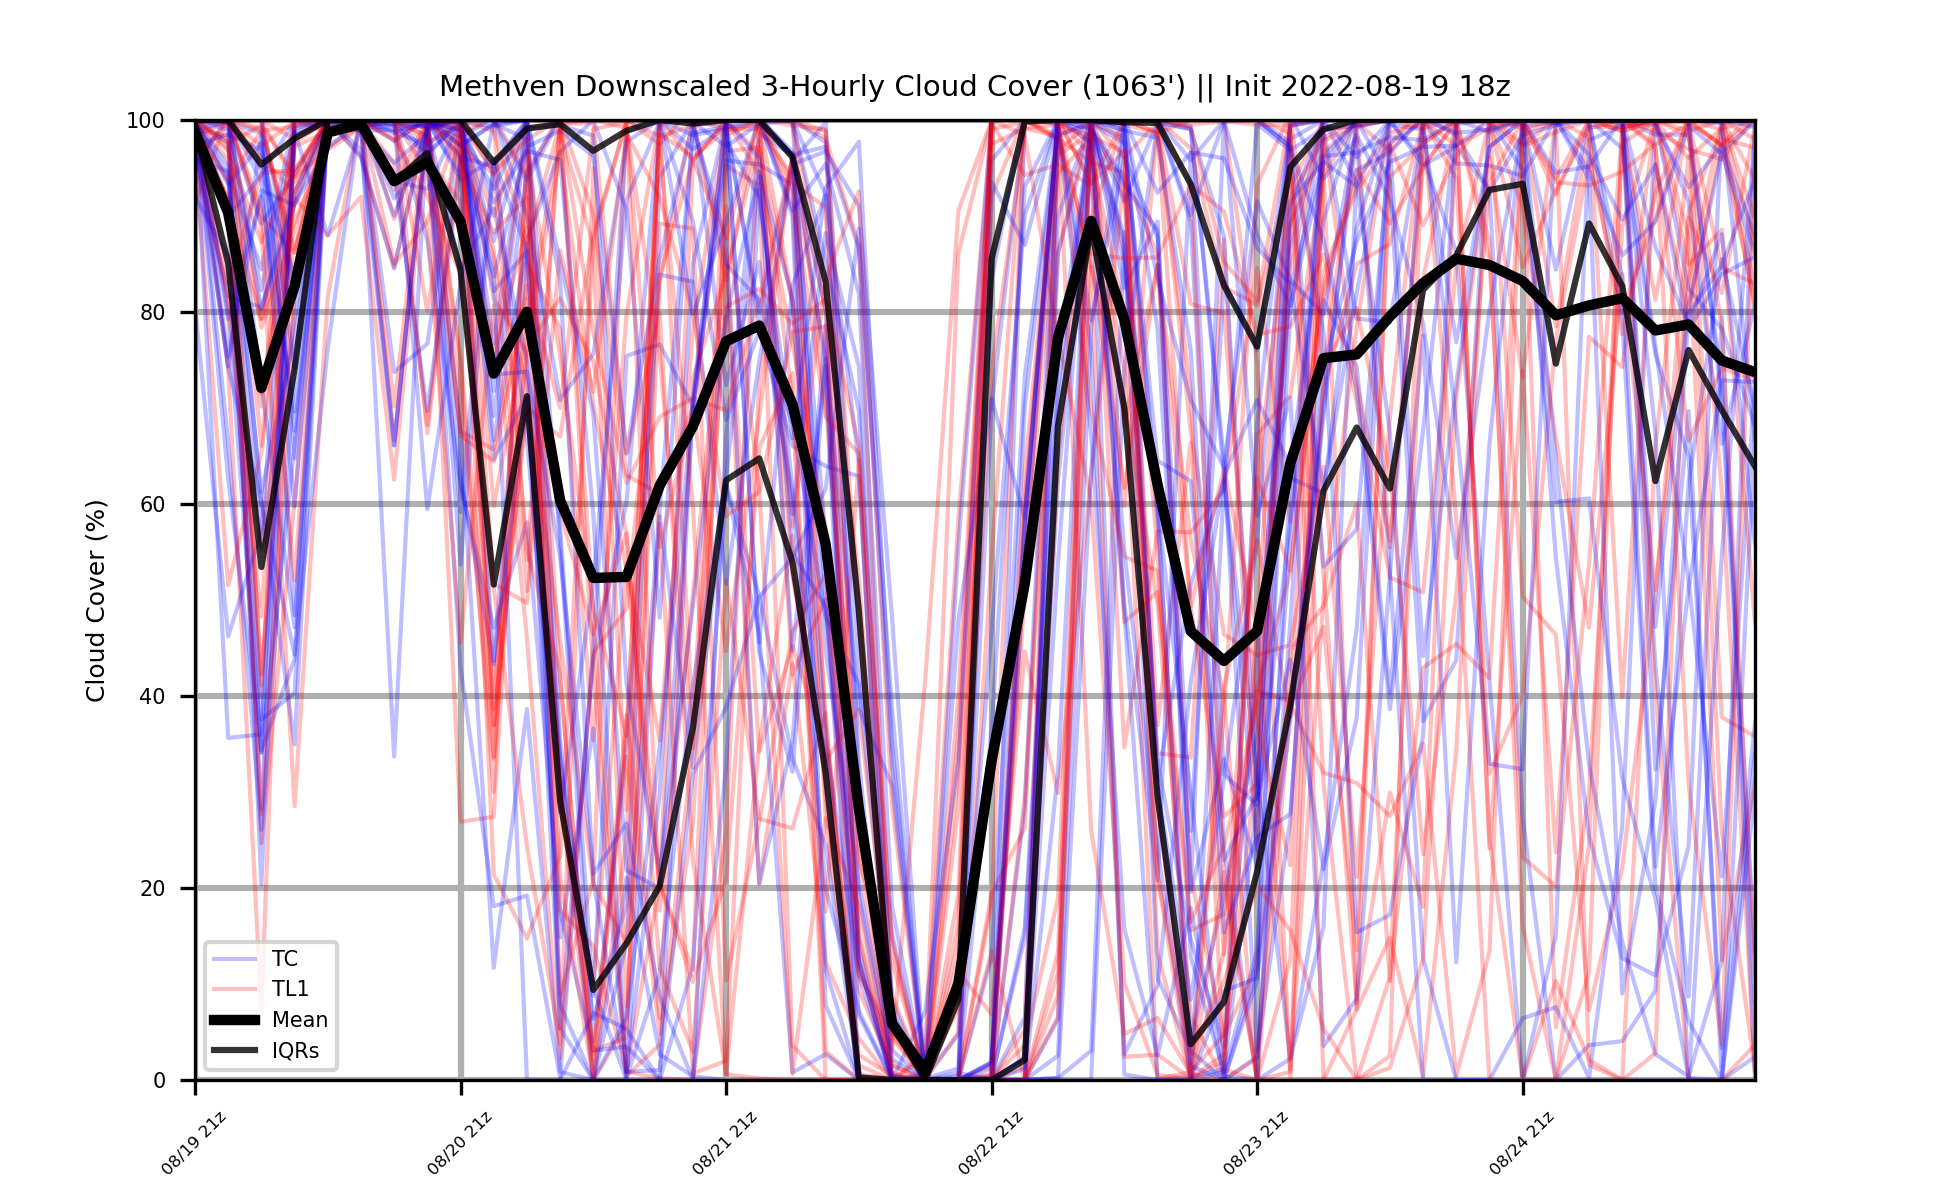 Methven Downscaled 3-Hourly Cloud Cover (1063') || Init 2022-08-19 18z
Cloud Cover (%)
100
80
60
40
20
0
TC
TL1
Mean
IQRs
08/19 21z
08/20 21z
08/21 21z
08/22 21z
08/23 21z
08/24 21z